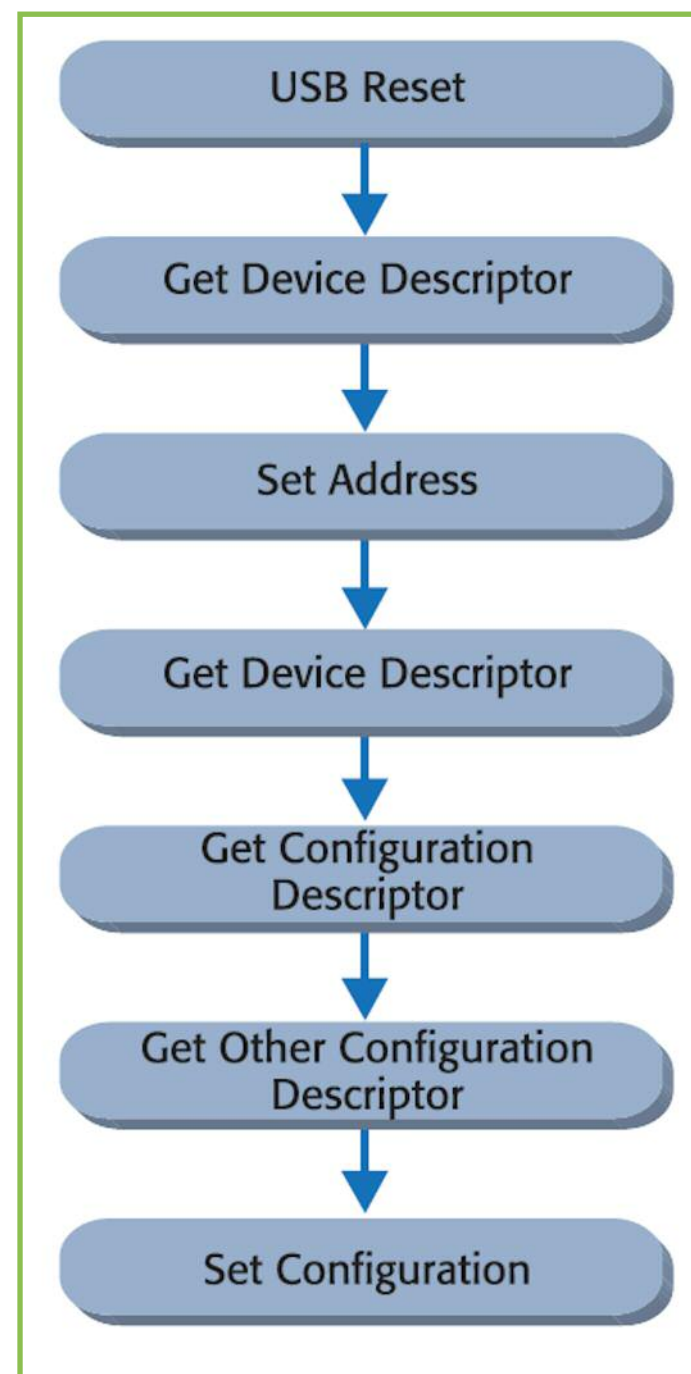 USB Reset
Get Device Descriptor
Set Address
Get Device Descriptor
Get Configuration
Descriptor
Get Other Configuration
Descriptor
Set Configuration